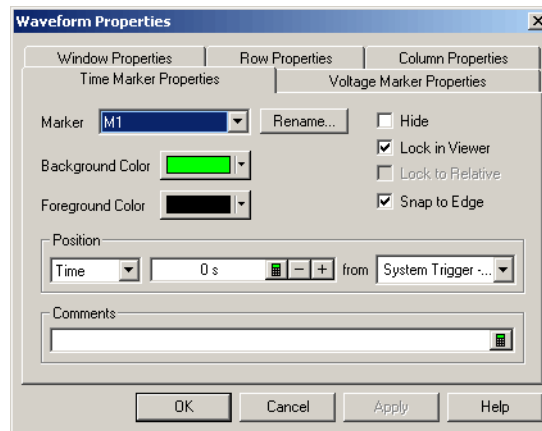 Waveform Properties
Window Properties Row Properties Column Properties
Time Marker Properties Voltage Marker Properties
Marker M1 Rename... Hide
Lock in Viewer
Background Color Lock to Relative
Foreground Color Snap to Edge
Position
Time 0 s from System Trigger -...
Comments
OK Cancel Apply Help